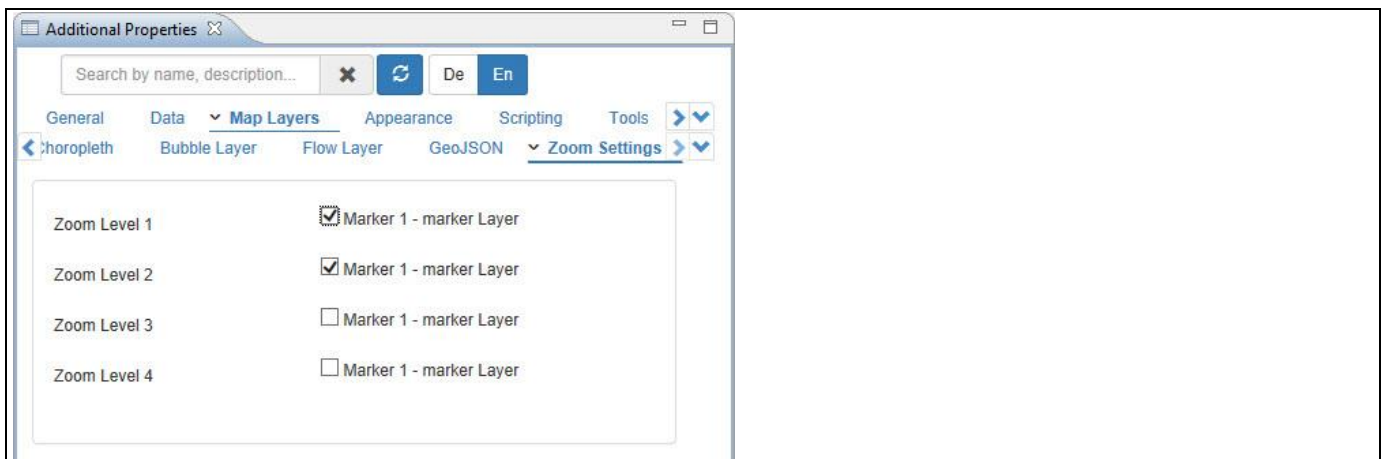 Additional Properties
Search by name, description... De En
General Data Map Layers Appearance Scripting Tools
Choropleth Bubble Layer Flow Layer GeoJSON Zoom Settings
Zoom Level 1 Marker 1 - marker Layer
Zoom Level 2 Marker 1 - marker Layer
Zoom Level 3 Marker 1 - marker Layer
Zoom Level 4 Marker 1 - marker Layer